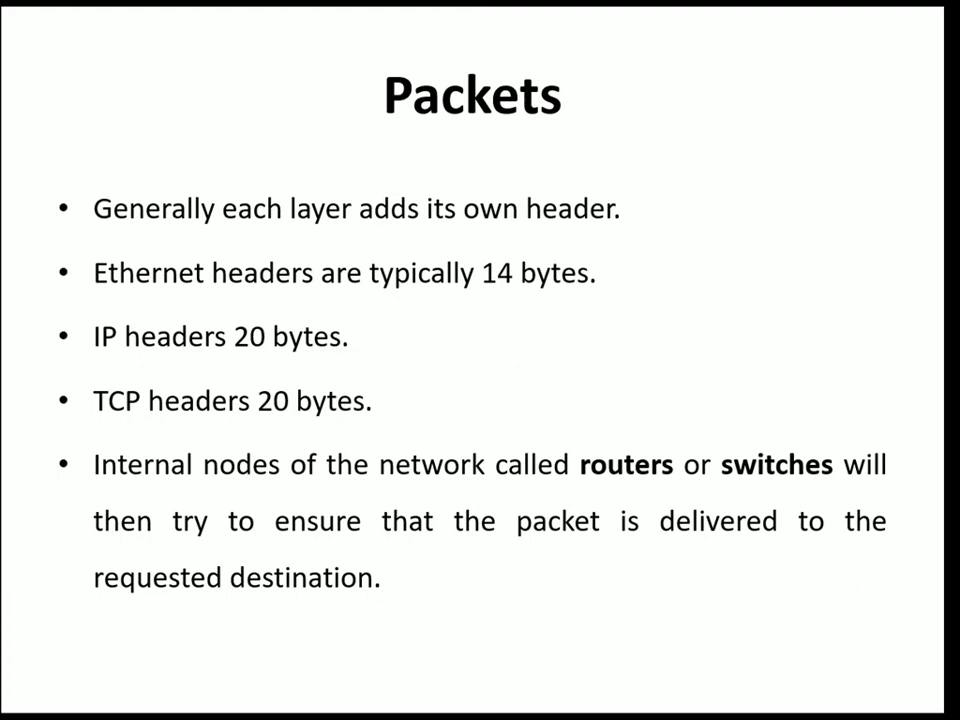 Packets
• Generally each layer adds its own header.
• Ethernet headers are typically 14 bytes.
• IP headers 20 bytes.
• TCP headers 20 bytes.
• Internal nodes of the network called routers or switches will
then try to ensure that the packet is delivered to the
requested destination.